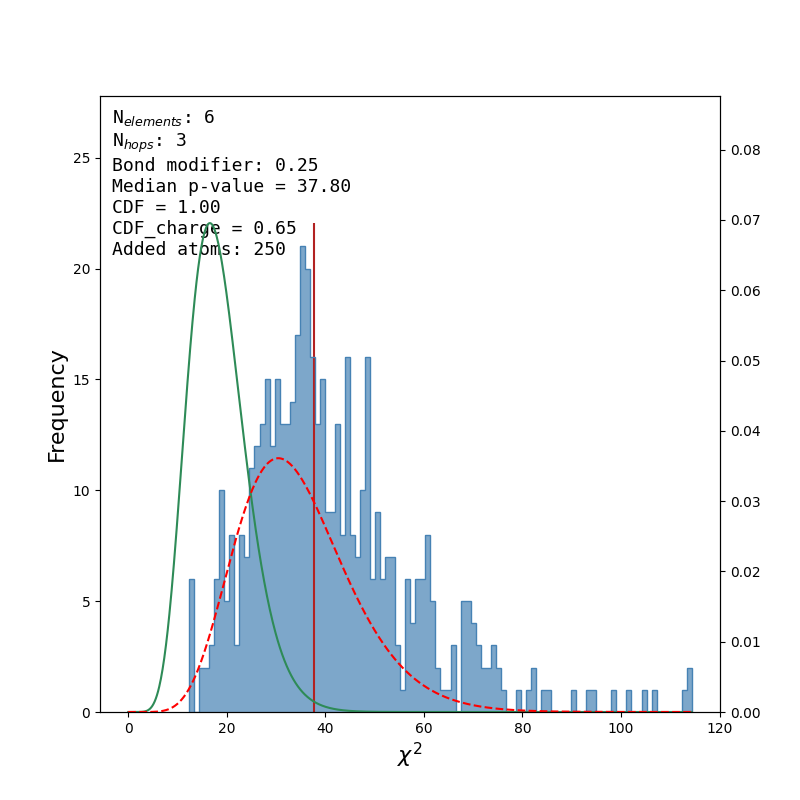 N_elements: 6
N_hops: 3
Bond modifier: 0.25
Median p-value = 37.80
CDF = 1.00
CDF_charge = 0.65
Added atoms: 250
Frequency
25
20
15
10
5
0
0.08
0.07
0.06
0.05
0.04
0.03
0.02
0.01
0.00
0 20 40 60 80 100 120
χ²